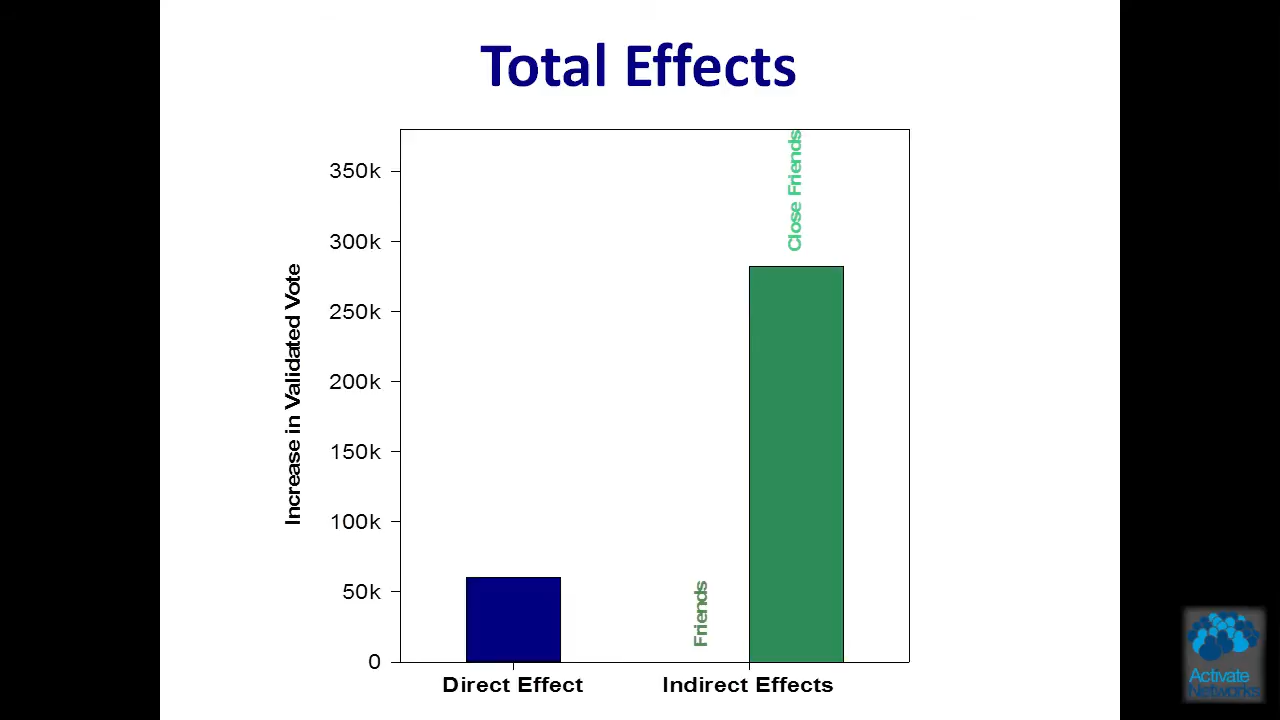 Total Effects
Increase in Validated Vote
350k
300k
250k
200k
150k
100k
50k
0
Close Friends
Friends
Direct Effect
Indirect Effects
Activate
Networks